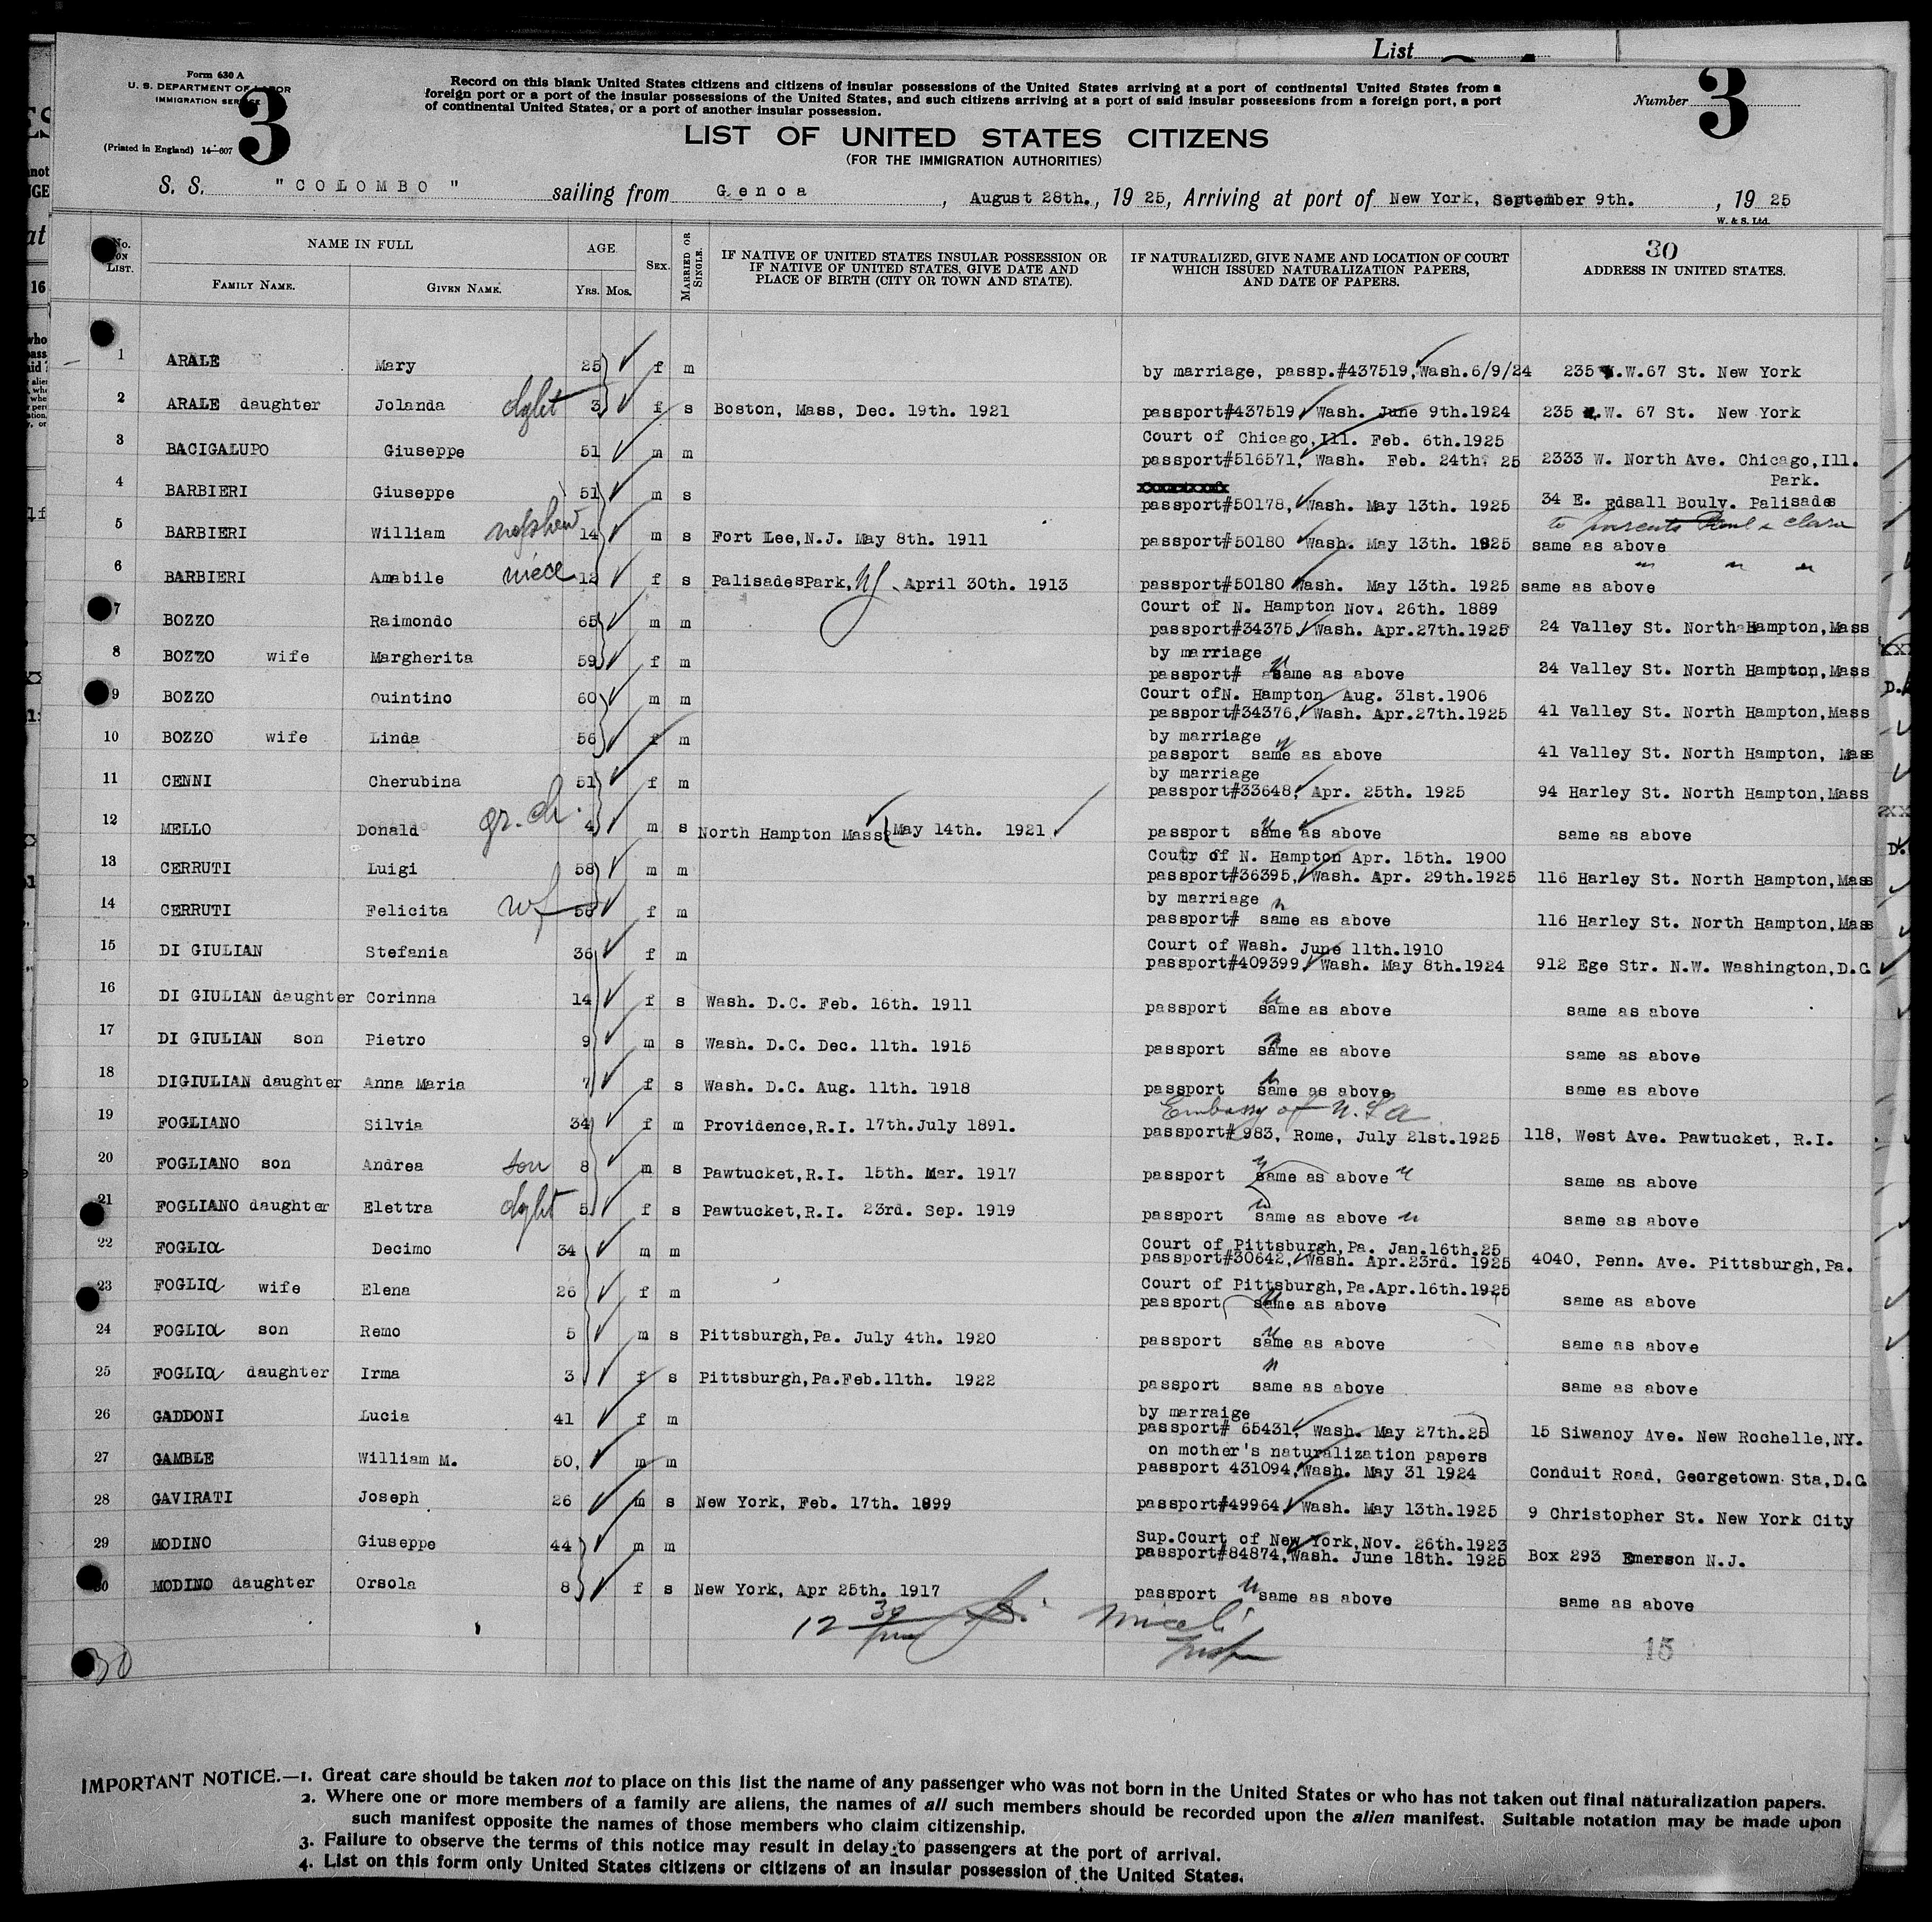 List
Form 630 A
U. S. DEPARTMENT OF LABOR
IMMIGRATION SERVICE
3
(Printed in England) 14—607
Record on this blank United States citizens and citizens of insular possessions of the United States arriving at a port of continental United States from a
foreign port or a port of the insular possessions of the United States, and such citizens arriving at a port of said insular possessions from a foreign port, a port
of continental United States, or a port of another insular possession.
Number 3
LIST OF UNITED STATES CITIZENS
(FOR THE IMMIGRATION AUTHORITIES)
S. S. "COLOMBO" sailing from Genoa, August 28th., 1925, Arriving at port of New York, September 9th., 1925
W. & S. Ltd.
No. on List. NAME IN FULL Family Name. Given Name. AGE Yrs. Mos. Sex. Married or Single. IF NATIVE OF UNITED STATES INSULAR POSSESSION OR IF NATIVE OF UNITED STATES, GIVE DATE AND PLACE OF BIRTH (CITY OR TOWN AND STATE). IF NATURALIZED, GIVE NAME AND LOCATION OF COURT WHICH ISSUED NATURALIZATION PAPERS, AND DATE OF PAPERS. 30 ADDRESS IN UNITED STATES.
1 ARALE Mary 25 f m by marriage, passp.#437519, Wash.6/9/24 235 W.67 St. New York
2 ARALE daughter Jolanda dght 3 f s Boston, Mass, Dec. 19th. 1921 passport#437519 Wash. June 9th.1924 235 W. 67 St. New York
3 BACIGALUPO Giuseppe 51 m m Court of Chicago,Ill. Feb. 6th.1925
passport#516571, Wash. Feb. 24th. 25 2333 W. North Ave. Chicago,Ill.
4 BARBIERI Giuseppe 51 m s passport#50178, Wash. May 13th. 1925 34 E. Edsall Boulv. Palisades Park.
5 BARBIERI William nephew 14 m s Fort Lee,N.J. May 8th. 1911 passport#50180 Wash. May 13th. 1925 to parents Paul & Clara
same as above
6 BARBIERI Amabile niece 12 f s PalisadesPark, NJ, April 30th. 1913 passport#50180 Wash. May 13th. 1925 same as above
7 BOZZO Raimondo 65 m m Court of N. Hampton Nov. 26th. 1889
passport#34375, Wash. Apr.27th.1925 24 Valley St. North Hampton,Mass
8 BOZZO wife Margherita 59 f m by marriage
passport# same as above 24 Valley St. North Hampton,Mass
9 BOZZO Quintino 60 m m Court ofN. Hampton Aug. 31st.1906
passport#34376, Wash. Apr.27th.1925 41 Valley St. North Hampton,Mass
10 BOZZO wife Linda 56 f m by marriage
passport same as above 41 Valley St. North Hampton, Mass
11 CENNI Cherubina 51 f m by marriage
passport#33648, Apr. 25th. 1925 94 Harley St. North Hampton,Mass
12 MELLO Donald gr. ch. 4 m s North Hampton Mass May 14th. 1921 passport same as above same as above
13 CERRUTI Luigi 58 m m Coutr of N. Hampton Apr. 15th. 1900
passport#36395, Wash. Apr. 29th.1925 116 Harley St. North Hampton,Mass
14 CERRUTI Felicita wf 56 f m by marriage
passport# same as above 116 Harley St. North Hampton,Mass
15 DI GIULIAN Stefania 36 f m Court of Wash. June 11th.1910
passport#409399, Wash. May 8th.1924 912 Ege Str. N.W. Washington,D.C.
16 DI GIULIAN daughter Corinna 14 f s Wash. D.C. Feb. 16th. 1911 passport same as above same as above
17 DI GIULIAN son Pietro 9 m s Wash. D.C. Dec. 11th. 1915 passport same as above same as above
18 DIGIULIAN daughter Anna Maria 7 f s Wash. D.C. Aug. 11th. 1918 passport same as above same as above
19 FOGLIANO Silvia 34 f m Providence,R.I. 17th.July 1891. Embassy of U.S.A
passport# 983, Rome, July 21st.1925 118, West Ave. Pawtucket, R.I.
20 FOGLIANO son Andrea son 8 m s Pawtucket,R.I. 15th. Mar. 1917 passport same as above same as above
21 FOGLIANO daughter Elettra dght 5 f s Pawtucket,R.I. 23rd. Sep. 1919 passport same as above same as above
22 FOGLIA Decimo 34 m m Court of Pittsburgh,Pa. Jan.16th.25
passport#30642, Wash. Apr.23rd. 1925 4040, Penn. Ave. Pittsburgh,Pa.
23 FOGLIA wife Elena 26 f m Court of Pittsburgh,Pa.Apr.16th.1925
passport same as above same as above
24 FOGLIA son Remo 5 m s Pittsburgh,Pa. July 4th. 1920 passport same as above same as above
25 FOGLIA daughter Irma 3 f s Pittsburgh,Pa.Feb.11th. 1922 passport same as above same as above
26 GADDONI Lucia 41 f m by marraige
passport# 65431, Wash. May 27th.25 15 Siwanoy Ave. New Rochelle,NY.
27 GAMBLE William M. 50, m m on mother's naturalization papers
passport 431094,Wash. May 31 1924 Conduit Road, Georgetown Sta,D.C.
28 GAVIRATI Joseph 26 m s New York, Feb. 17th. 1899 passport#49964, Wash. May 13th.1925 9 Christopher St. New York City
29 MODINO Giuseppe 44 m m Sup.Court of New York,Nov. 26th.1923
passport#84874,Wash. June 18th. 1925 Box 293 Emerson N.J.
30 MODINO daughter Orsola 8 f s New York, Apr 25th. 1917 passport same as above same as above
12 30 pm
15
30
IMPORTANT NOTICE.—1. Great care should be taken not to place on this list the name of any passenger who was not born in the United States or who has not taken out final naturalization papers.
2. Where one or more members of a family are aliens, the names of all such members should be recorded upon the alien manifest. Suitable notation may be made upon
such manifest opposite the names of those members who claim citizenship.
3. Failure to observe the terms of this notice may result in delay to passengers at the port of arrival.
4. List on this form only United States citizens or citizens of an insular possession of the United States.